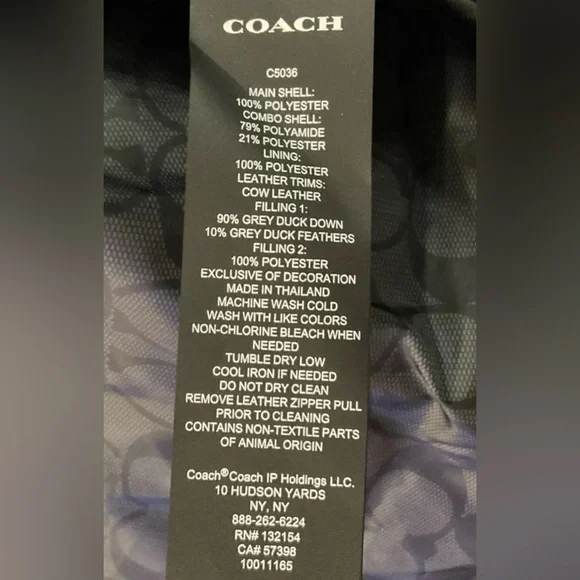 COACH
C5036
MAIN SHELL:
100% POLYESTER
COMBO SHELL:
79% POLYAMIDE
21% POLYESTER
LINING:
100% POLYESTER
LEATHER TRIMS:
COW LEATHER
FILLING 1:
90% GREY DUCK DOWN
10% GREY DUCK FEATHERS
FILLING 2:
100% POLYESTER
EXCLUSIVE OF DECORATION
MADE IN THAILAND
MACHINE WASH COLD
WASH WITH LIKE COLORS
NON-CHLORINE BLEACH WHEN
NEEDED
TUMBLE DRY LOW
COOL IRON IF NEEDED
DO NOT DRY CLEAN
REMOVE LEATHER ZIPPER PULL
PRIOR TO CLEANING
CONTAINS NON-TEXTILE PARTS
OF ANIMAL ORIGIN
Coach®Coach IP Holdings LLC.
10 HUDSON YARDS
NY, NY
888-262-6224
RN# 132154
CA# 57398
10011165